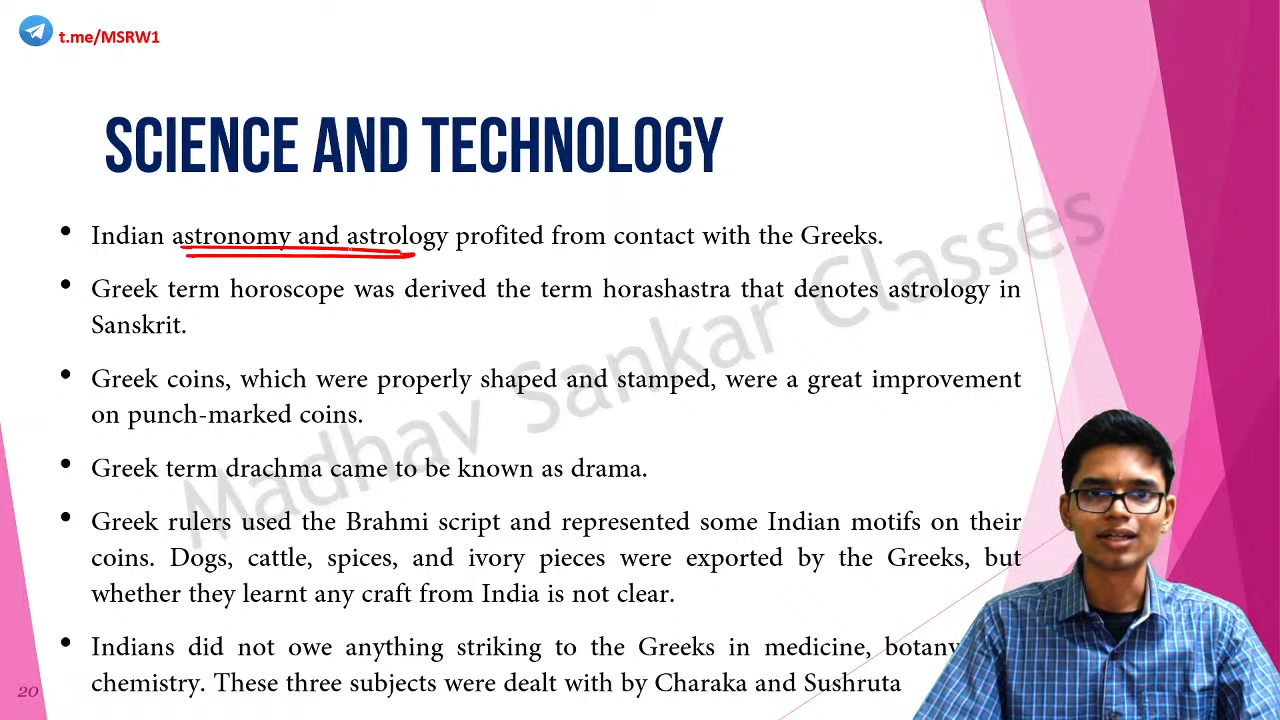 t.me/MSRW1
SCIENCE AND TECHNOLOGY
• Indian astronomy and astrology profited from contact with the Greeks.
• Greek term horoscope was derived the term horashastra that denotes astrology in
Sanskrit.
• Greek coins, which were properly shaped and stamped, were a great improvement
on punch-marked coins.
• Greek term drachma came to be known as drama.
• Greek rulers used the Brahmi script and represented some Indian motifs on their
coins. Dogs, cattle, spices, and ivory pieces were exported by the Greeks, but
whether they learnt any craft from India is not clear.
• Indians did not owe anything striking to the Greeks in medicine,
chemistry. These three subjects were dealt with by Charaka and Sushruta
20
Madhav Sankar Classes